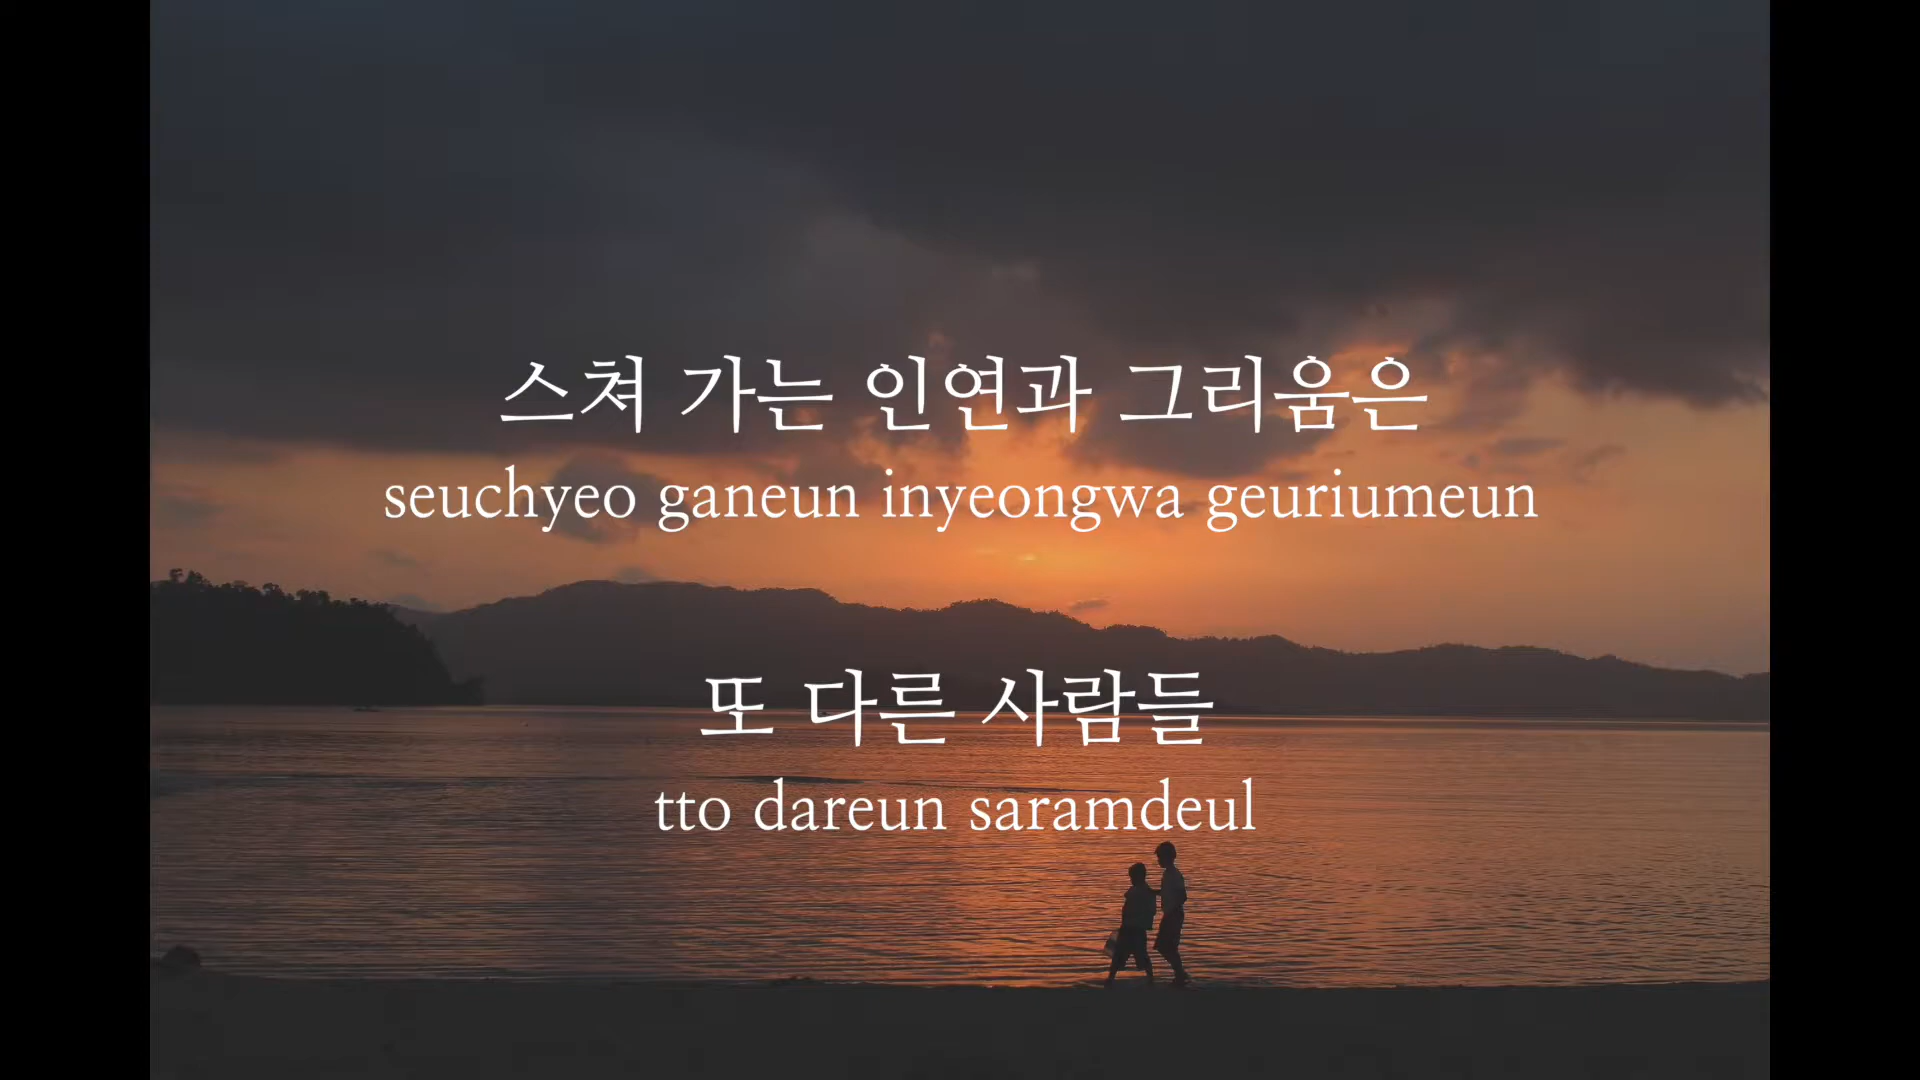 스쳐 가는 인연과 그리움은
seuchyeo ganeun inyeongwa geuriumeun
또 다른 사람들
tto dareun saramdeul